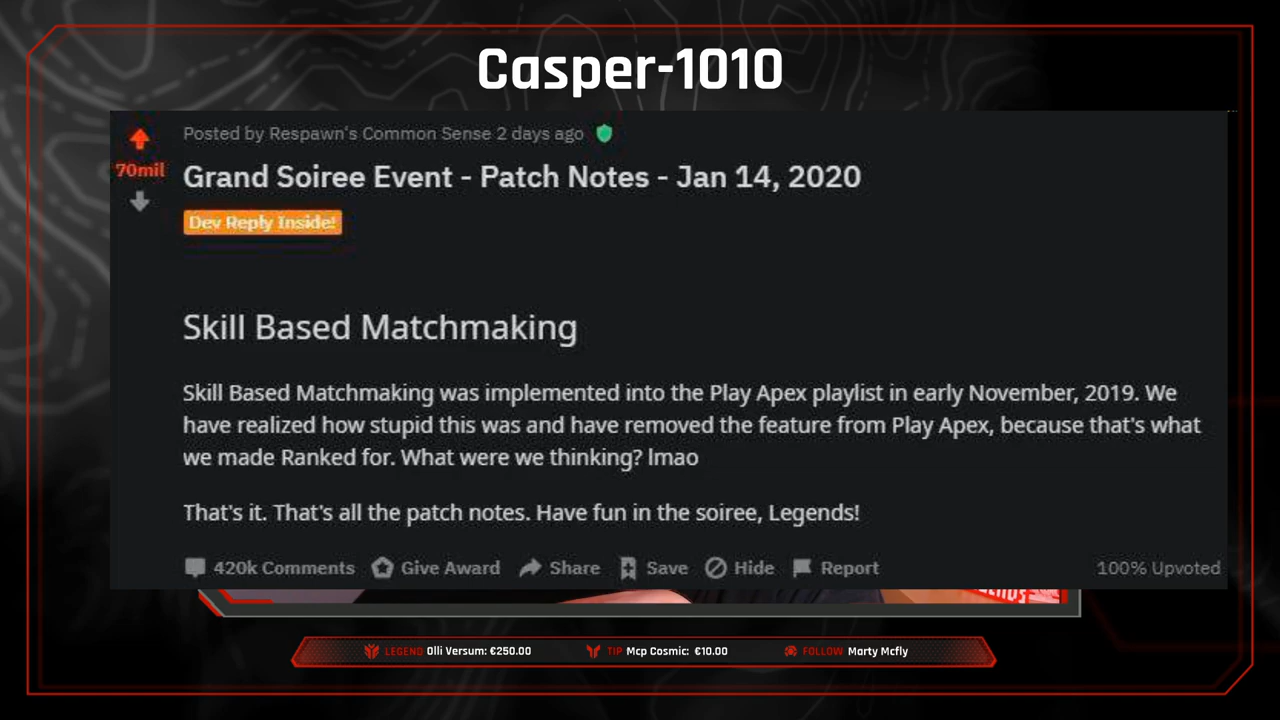 Casper-1010
Posted by Respawn's Common Sense 2 days ago
70mil
Grand Soiree Event - Patch Notes - Jan 14, 2020
Dev Reply Inside!
Skill Based Matchmaking
Skill Based Matchmaking was implemented into the Play Apex playlist in early November, 2019. We
have realized how stupid this was and have removed the feature from Play Apex, because that's what
we made Ranked for. What were we thinking? lmao
That's it. That's all the patch notes. Have fun in the soiree, Legends!
420k Comments Give Award Share Save Hide Report 100% Upvoted
LEGEND Olli Versum: €250.00 TIP Mcp Cosmic: €10.00 FOLLOW Marty Mcfly